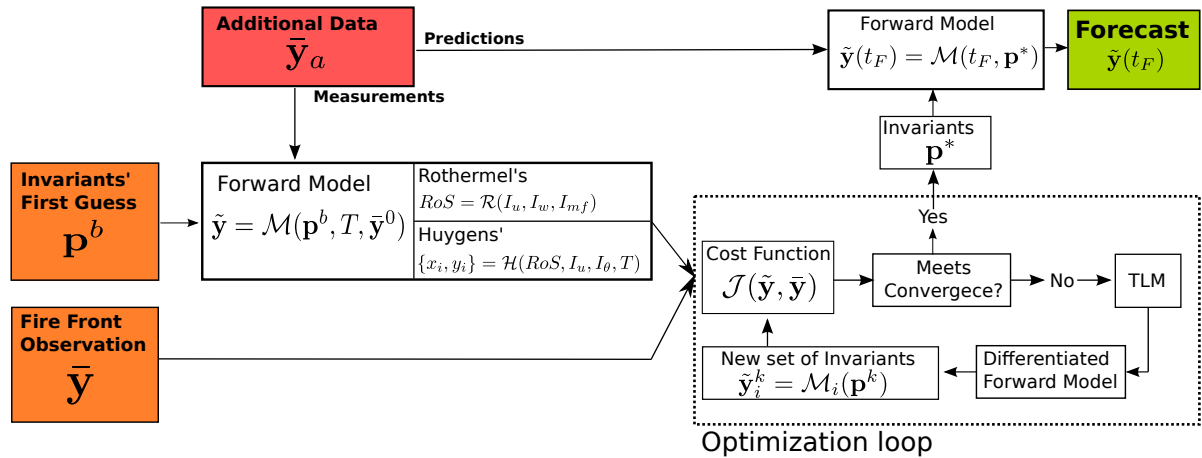 Additional Data
ȳ_a
Predictions
Measurements
Forward Model
ỹ(t_F) = ℳ(t_F, p*)
Forecast
ỹ(t_F)
Invariants
p*
Invariants'
First Guess
p^b
Forward Model
ỹ = ℳ(p^b, T, ȳ^0)
Rothermel's
RoS = ℛ(I_u, I_w, I_{mf})
Huygens'
{x_i, y_i} = ℋ(RoS, I_u, I_θ, T)
Fire Front
Observation
ȳ
Yes
Cost Function
𝒥(ỹ, ȳ)
Meets
Convergece?
No
TLM
New set of Invariants
ỹ_i^k = ℳ_i(p^k)
Differentiated
Forward Model
Optimization loop